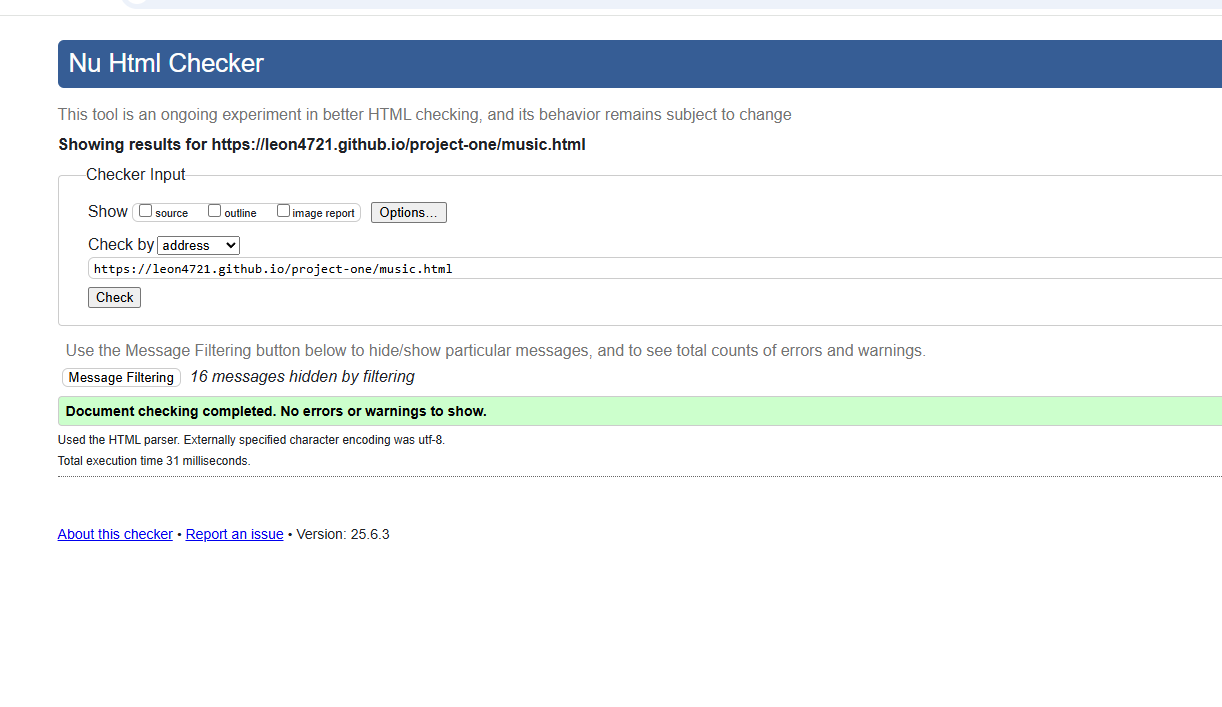 Nu Html Checker
This tool is an ongoing experiment in better HTML checking, and its behavior remains subject to change
Showing results for https://leon4721.github.io/project-one/music.html
Checker Input
Show source outline image report Options...
Check by address
https://leon4721.github.io/project-one/music.html
Check
Use the Message Filtering button below to hide/show particular messages, and to see total counts of errors and warnings.
Message Filtering 16 messages hidden by filtering
Document checking completed. No errors or warnings to show.
Used the HTML parser. Externally specified character encoding was utf-8.
Total execution time 31 milliseconds.
About this checker • Report an issue • Version: 25.6.3